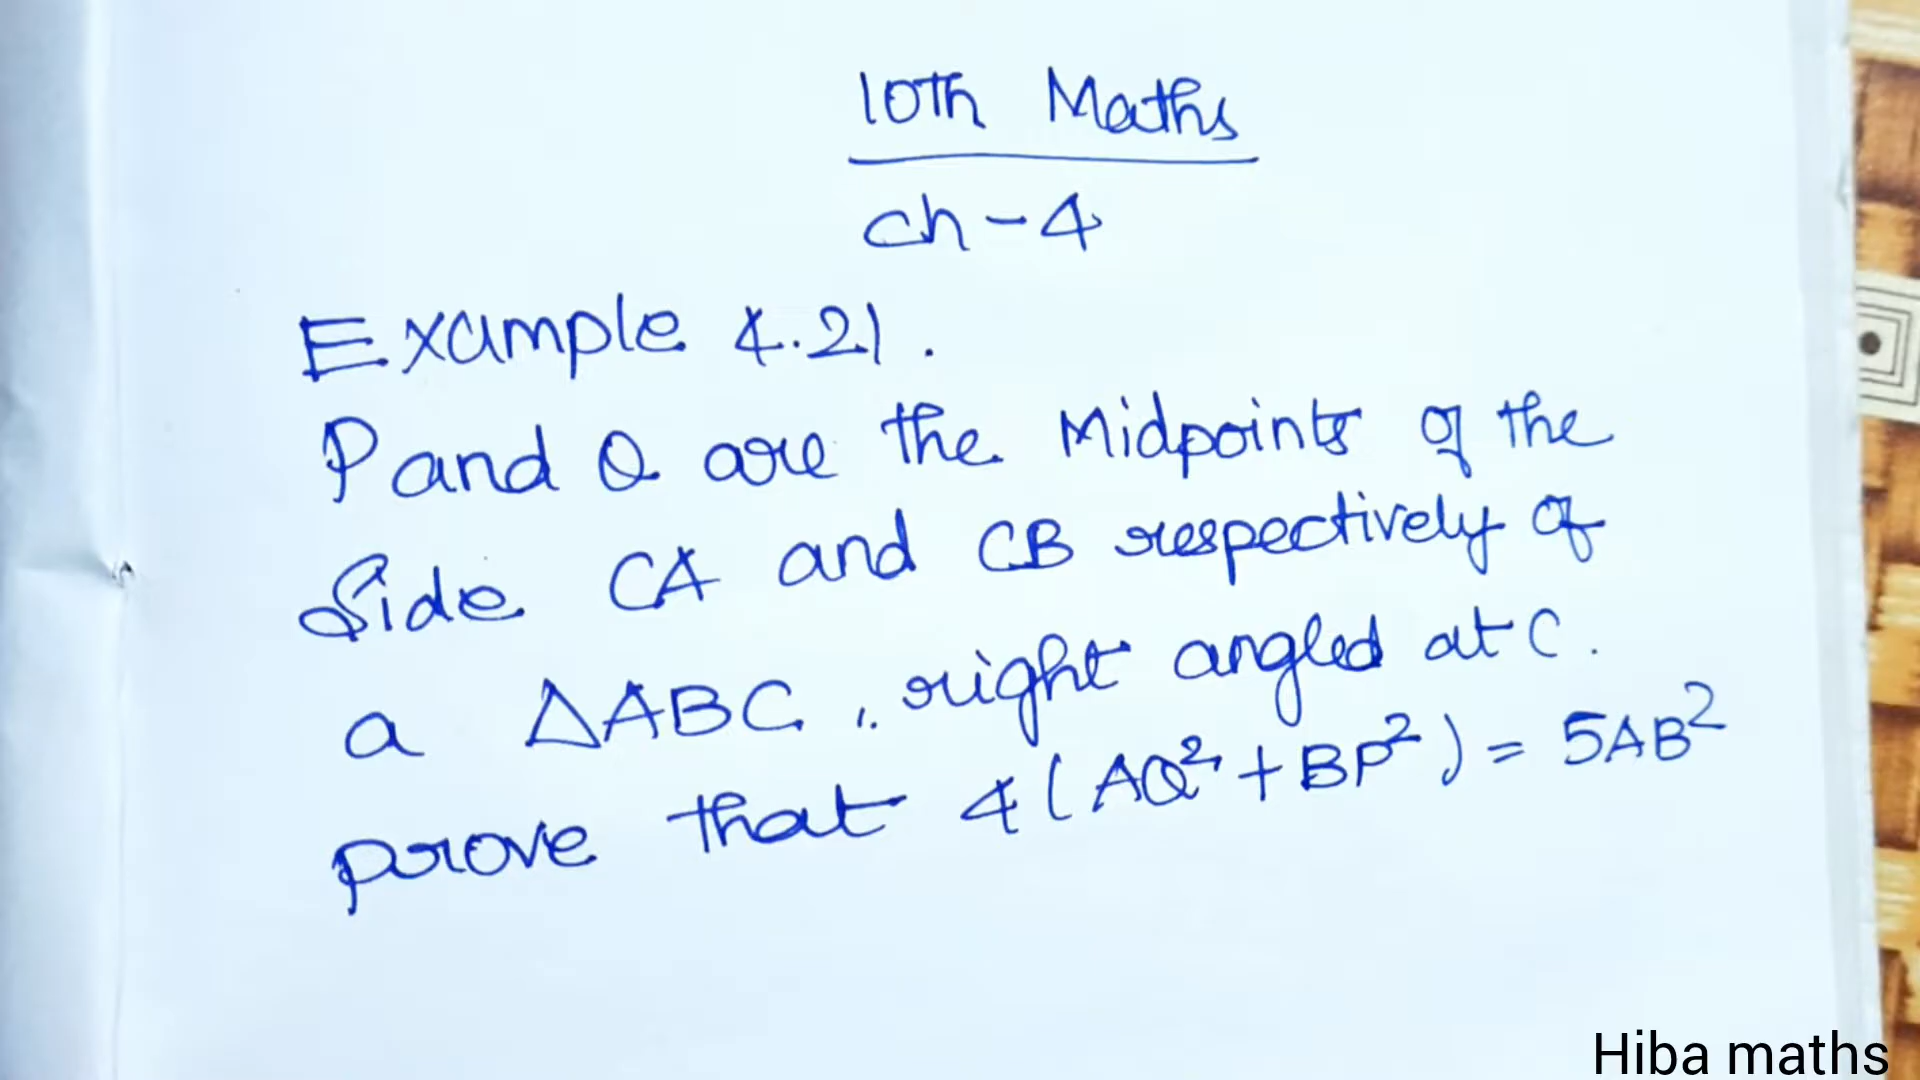 10Th Maths
ch - 4
Example 4.21.
P and Q are the Midpoints of the
Side CA and CB respectively of
a △ABC , right angled at C.
prove that 4(AQ² + BP²) = 5AB²
Hiba maths